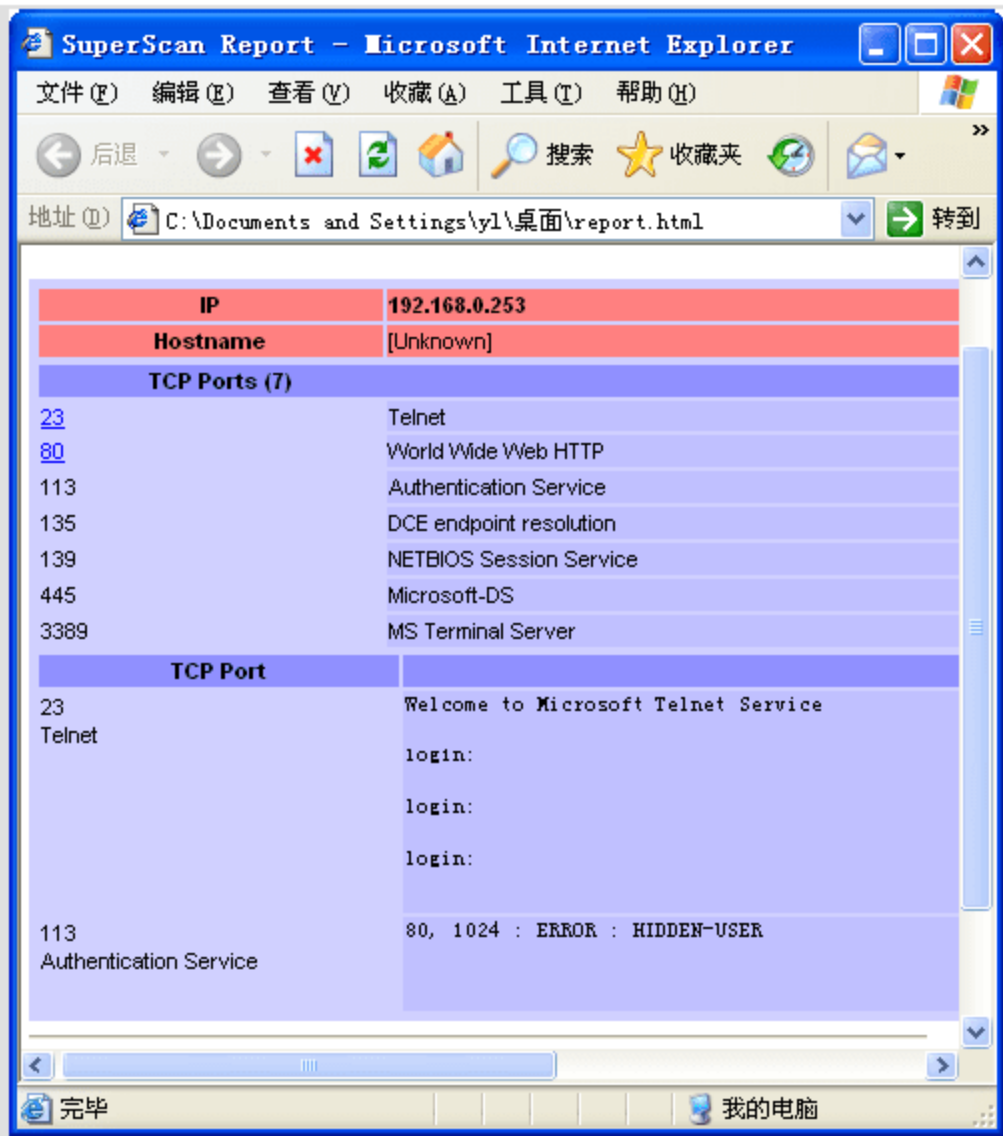 SuperScan Report - Microsoft Internet Explorer
文件(F) 编辑(E) 查看(V) 收藏(A) 工具(T) 帮助(H)
后退 搜索 收藏夹 »
地址(D) C:\Documents and Settings\yl\桌面\report.html 转到
IP 192.168.0.253
Hostname [Unknown]
TCP Ports (7)
23 Telnet
80 World Wide Web HTTP
113 Authentication Service
135 DCE endpoint resolution
139 NETBIOS Session Service
445 Microsoft-DS
3389 MS Terminal Server
TCP Port
23 Welcome to Microsoft Telnet Service
Telnet
login:
login:
login:
113 80, 1024 : ERROR : HIDDEN-USER
Authentication Service
完毕 我的电脑